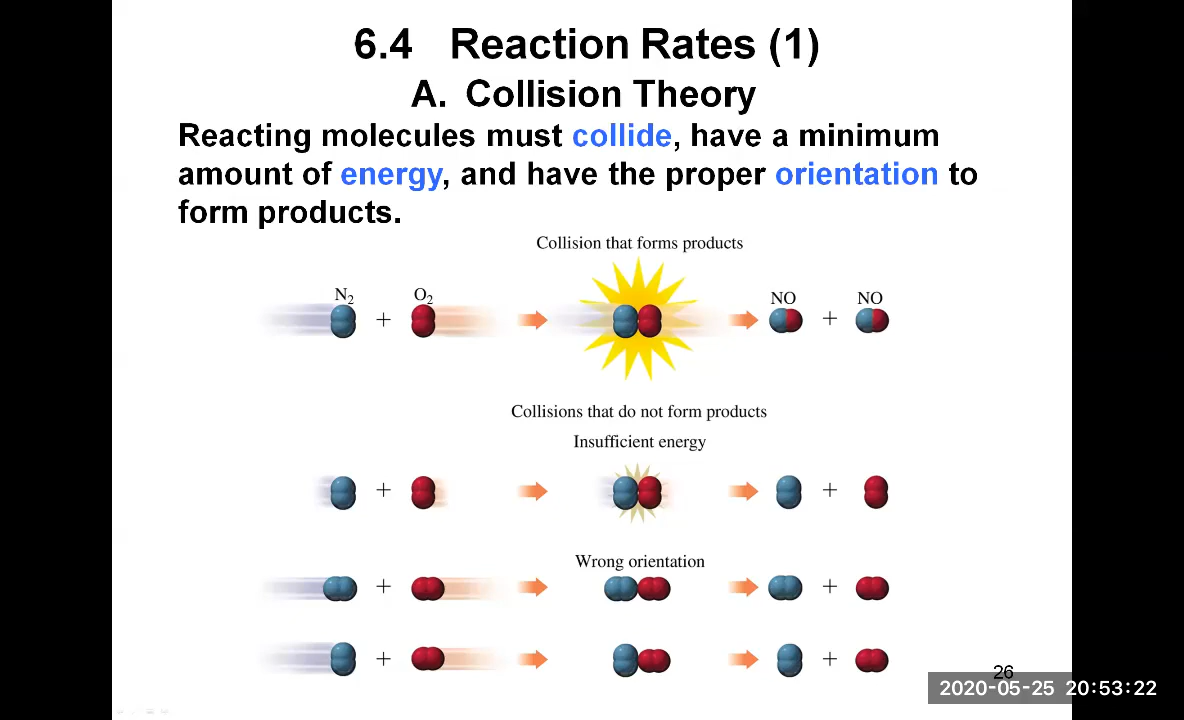 6.4 Reaction Rates (1)
A. Collision Theory
Reacting molecules must collide, have a minimum
amount of energy, and have the proper orientation to
form products.
Collision that forms products
N₂ + O₂ NO + NO
Collisions that do not form products
Insufficient energy
+ +
Wrong orientation
+ +
+ +
26
2020-05-25 20:53:22